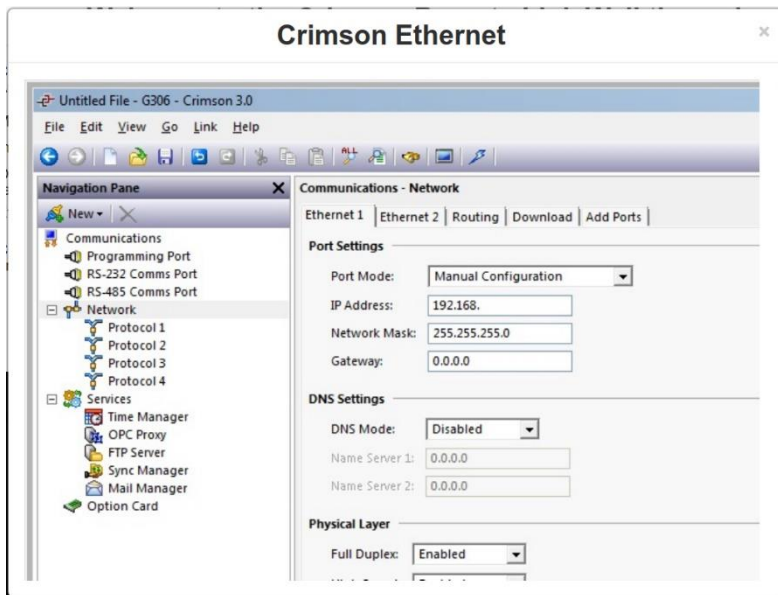 Crimson Ethernet
×
Untitled File - G306 - Crimson 3.0
File Edit View Go Link Help
ALL
Navigation Pane
New
Communications
Programming Port
RS-232 Comms Port
RS-485 Comms Port
Network
Protocol 1
Protocol 2
Protocol 3
Protocol 4
Services
Time Manager
OPC Proxy
FTP Server
Sync Manager
Mail Manager
Option Card
Communications - Network
Ethernet 1 Ethernet 2 Routing Download Add Ports
Port Settings
Port Mode: Manual Configuration
IP Address: 192.168.
Network Mask: 255.255.255.0
Gateway: 0.0.0.0
DNS Settings
DNS Mode: Disabled
Name Server 1: 0.0.0.0
Name Server 2: 0.0.0.0
Physical Layer
Full Duplex: Enabled